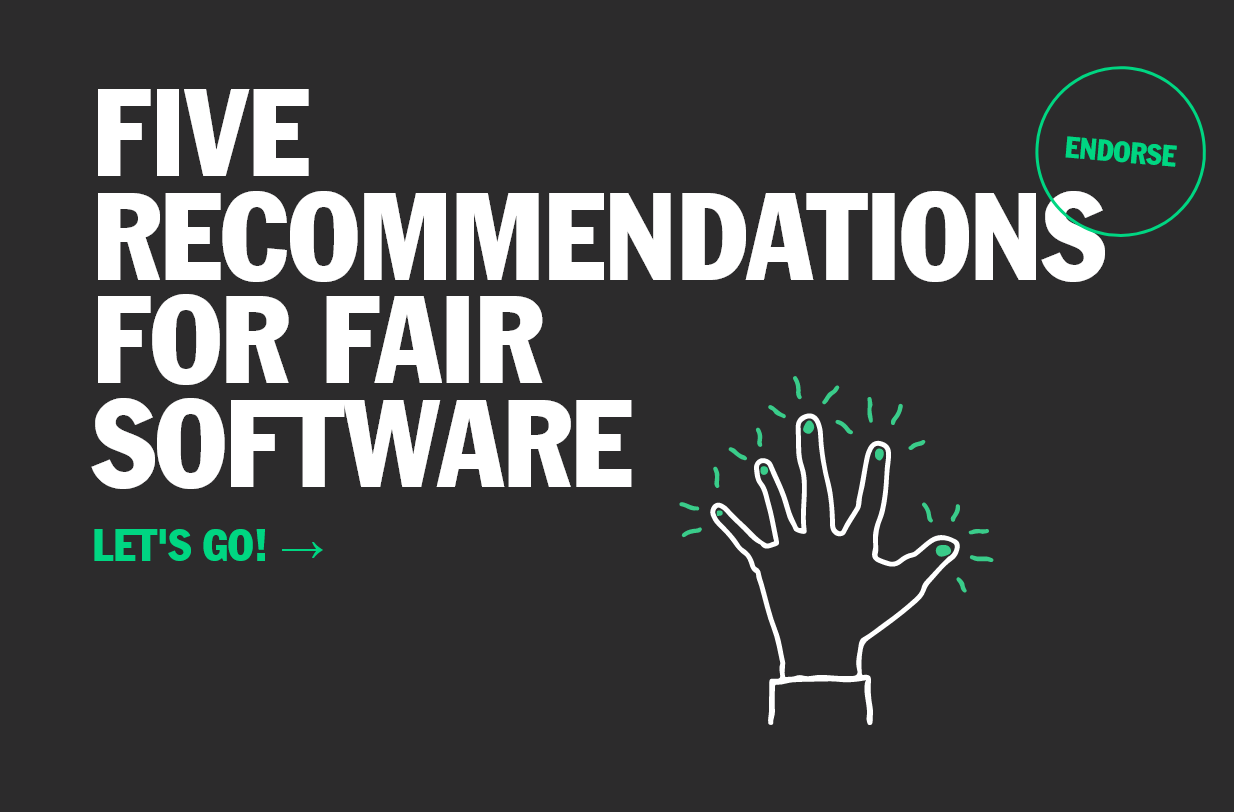 FIVE
ENDORSE
RECOMMENDATIONS
FOR FAIR
SOFTWARE
LET'S GO! →